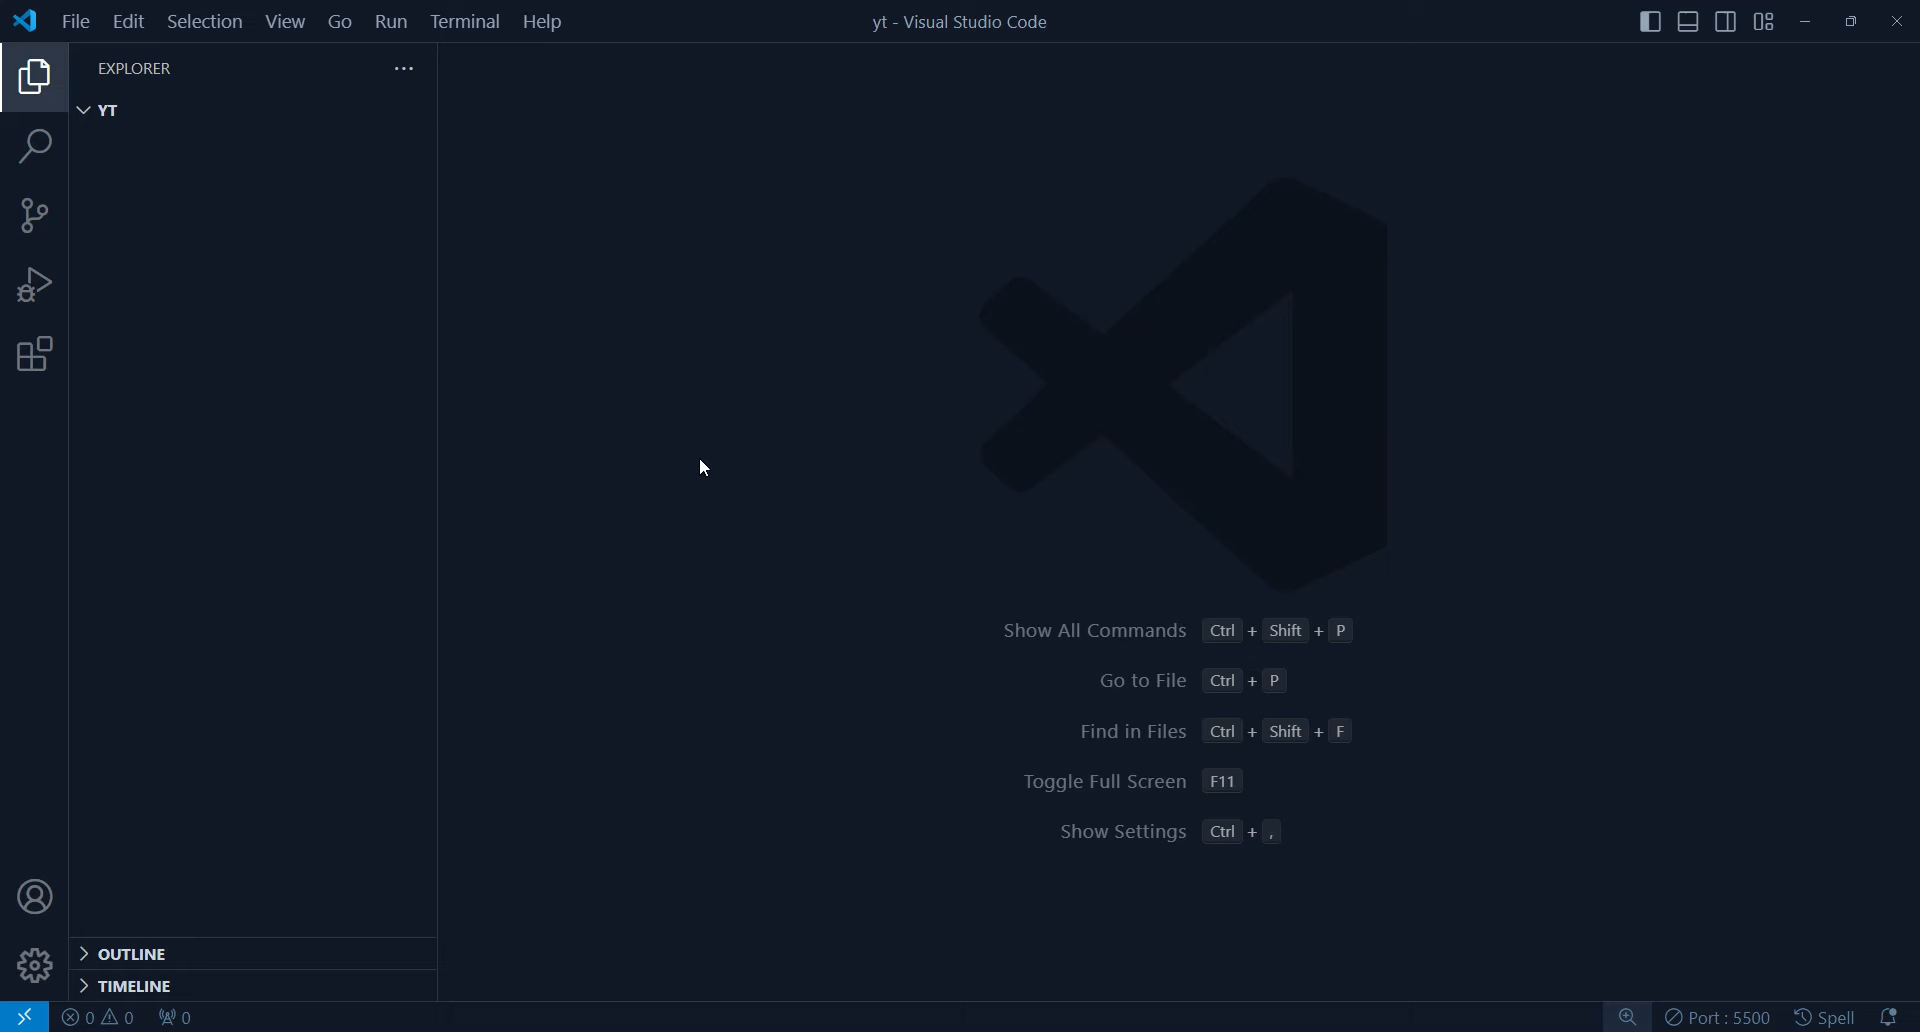 File Edit Selection View Go Run Terminal Help yt - Visual Studio Code
EXPLORER
YT
Show All Commands Ctrl + Shift + P
Go to File Ctrl + P
Find in Files Ctrl + Shift + F
Toggle Full Screen F11
Show Settings Ctrl + ,
OUTLINE
TIMELINE
0 0 0 Port : 5500 Spell